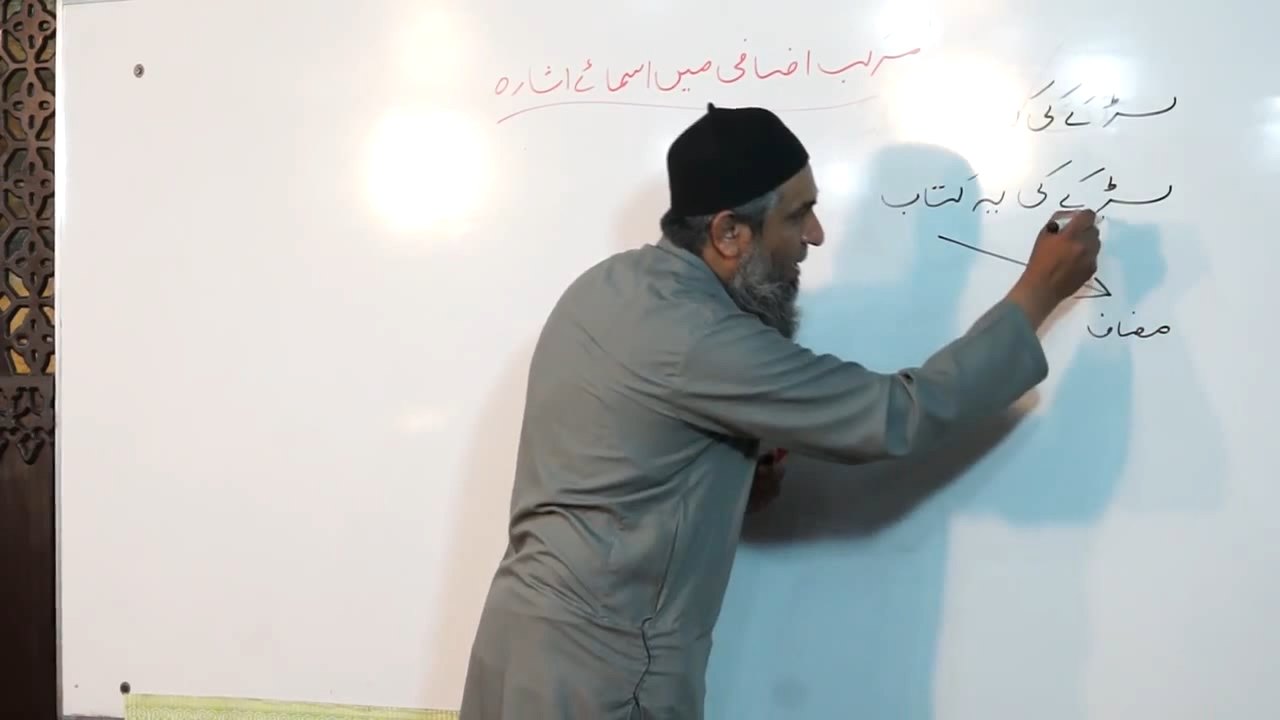 مرکب اضافی میں اسمائے اشارہ
لڑکے کی
لڑکے کی یہ کتاب
مضاف